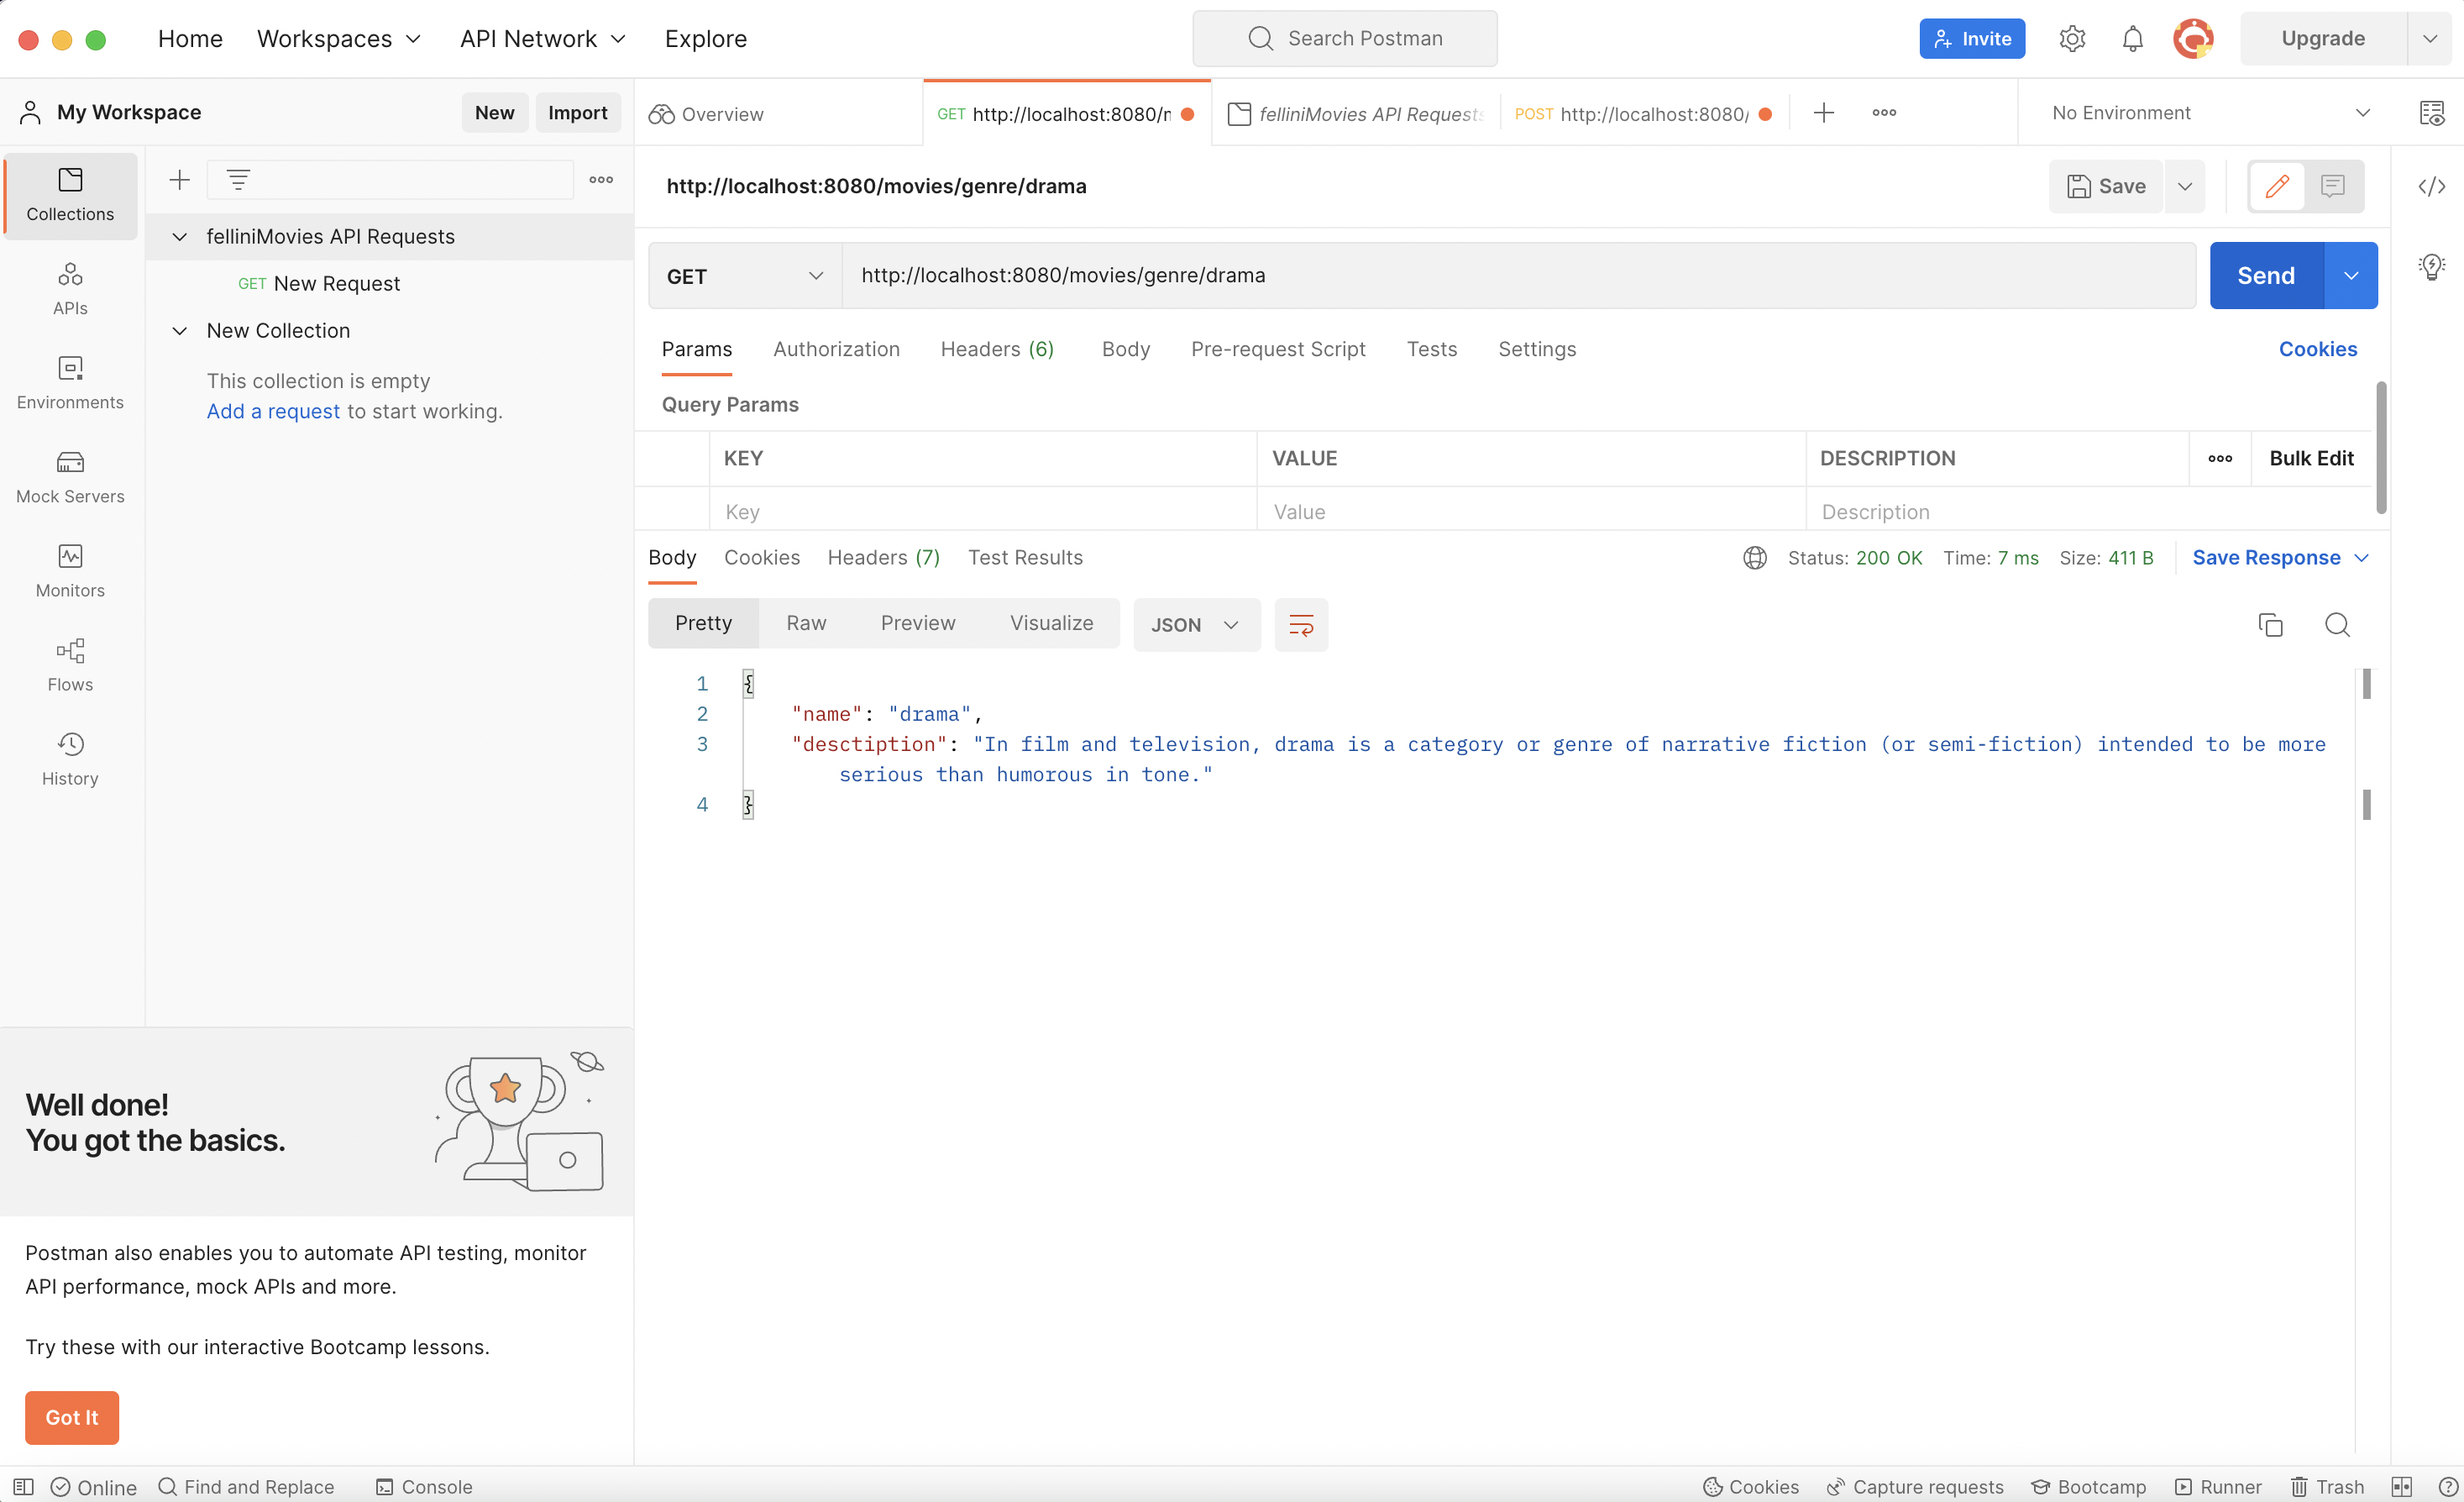 Home Workspaces API Network Explore Search Postman Invite Upgrade
My Workspace New Import Overview GET http://localhost:8080/m felliniMovies API Requests POST http://localhost:8080/ No Environment
Collections
APIs
Environments
Mock Servers
Monitors
Flows
History
felliniMovies API Requests
GET New Request
New Collection
This collection is empty
Add a request to start working.
http://localhost:8080/movies/genre/drama Save
GET http://localhost:8080/movies/genre/drama Send
Params Authorization Headers (6) Body Pre-request Script Tests Settings Cookies
Query Params
KEY VALUE DESCRIPTION Bulk Edit
Key Value Description
Body Cookies Headers (7) Test Results Status: 200 OK Time: 7 ms Size: 411 B Save Response
Pretty Raw Preview Visualize JSON
1 {
2 "name": "drama",
3 "desctiption": "In film and television, drama is a category or genre of narrative fiction (or semi-fiction) intended to be more
serious than humorous in tone."
4 }
Well done!
You got the basics.
Postman also enables you to automate API testing, monitor
API performance, mock APIs and more.
Try these with our interactive Bootcamp lessons.
Got It
Online Find and Replace Console Cookies Capture requests Bootcamp Runner Trash